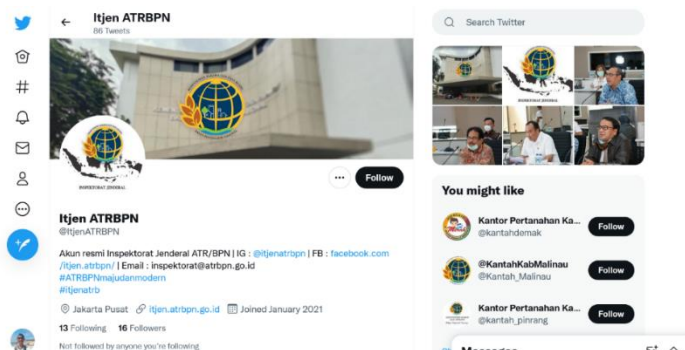 Itjen ATRBPN
86 Tweets
Search Twitter
INSPEKTORAT JENDERAL
INSPEKTORAT JENDERAL
Follow
Itjen ATRBPN
@ItjenATRBPN
Akun resmi Inspektorat Jenderal ATR/BPN | IG : @itjenatrbpn | FB : facebook.com
/itjen.atrbpn/ | Email : inspektorat@atrbpn.go.id
#ATRBPNmajudanmodern
#itjenatrb
Jakarta Pusat itjen.atrbpn.go.id Joined January 2021
13 Following 16 Followers
Not followed by anyone you're following
You might like
Kantor Pertanahan Ka...
@kantahdemak
Follow
@KantahKabMalinau
@Kantah_Malinau
Follow
Kantor Pertanahan Ka...
@kantah_pinrang
Follow
Messages